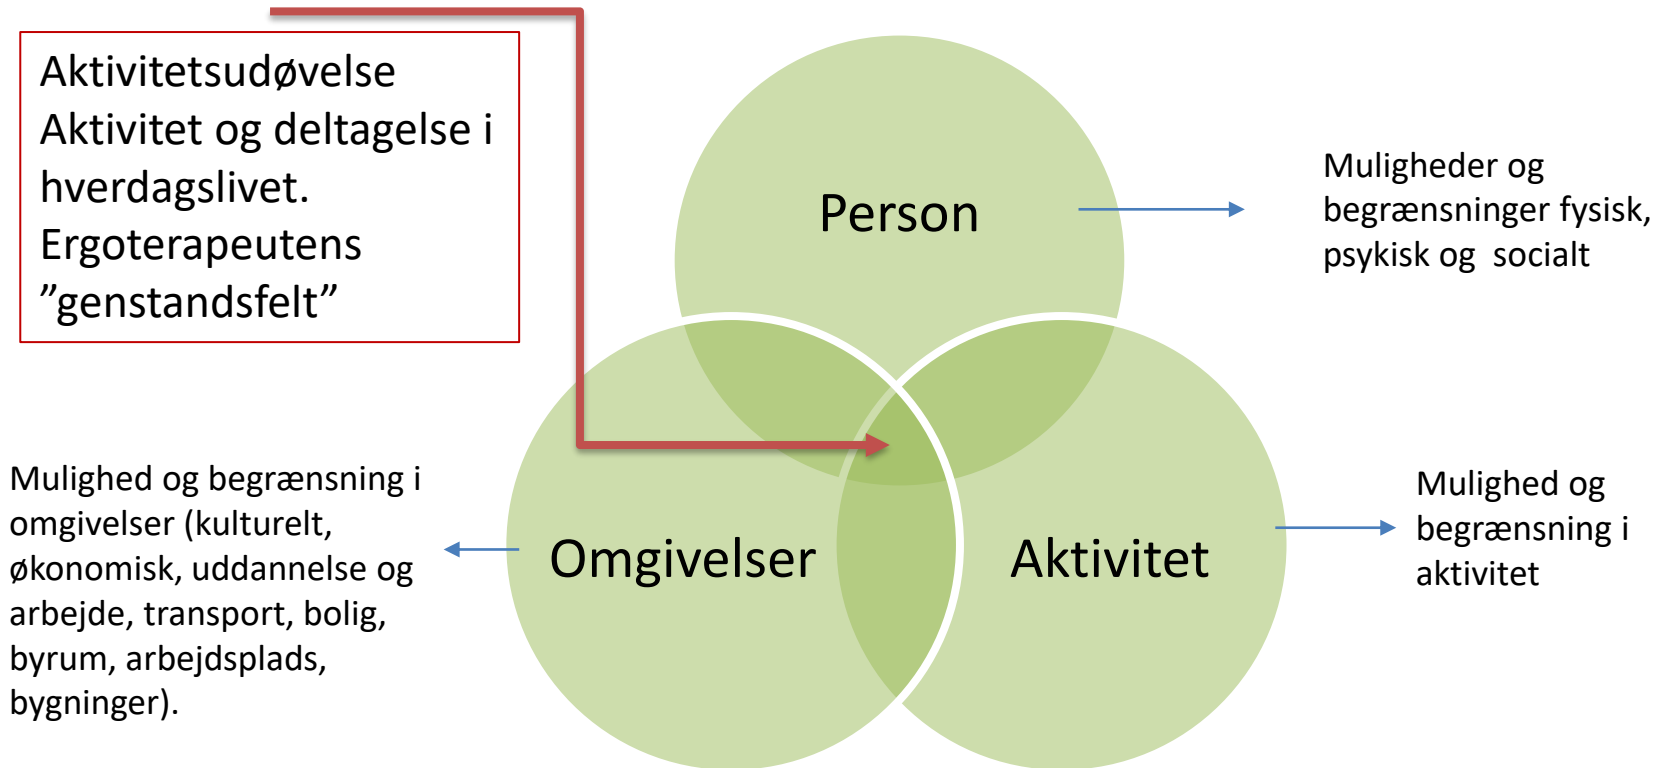 Aktivitetsudøvelse
Aktivitet og deltagelse i
hverdagslivet.
Ergoterapeutens
”genstandsfelt”
Person
Muligheder og
begrænsninger fysisk,
psykisk og socialt
Mulighed og begrænsning i
omgivelser (kulturelt,
økonomisk, uddannelse og
arbejde, transport, bolig,
byrum, arbejdsplads,
bygninger).
Omgivelser
Aktivitet
Mulighed og
begrænsning i
aktivitet